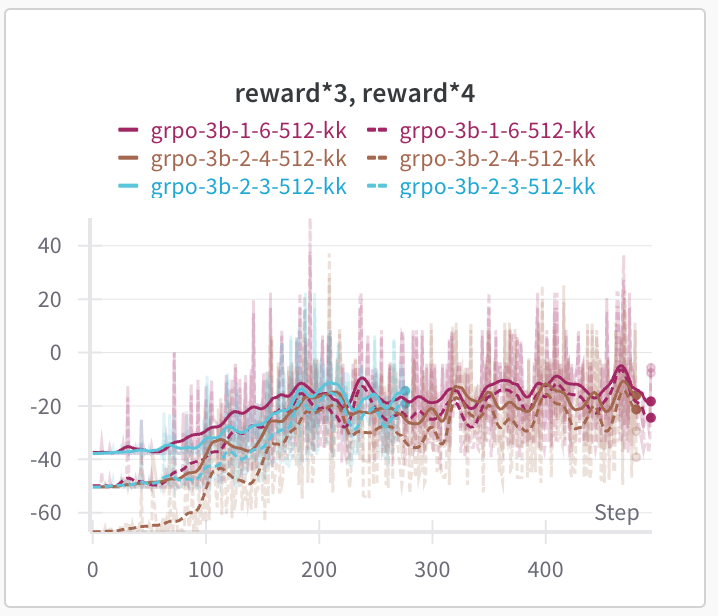 reward*3, reward*4
grpo-3b-1-6-512-kk grpo-3b-1-6-512-kk
grpo-3b-2-4-512-kk grpo-3b-2-4-512-kk
grpo-3b-2-3-512-kk grpo-3b-2-3-512-kk
40
20
0
-20
-40
-60
Step
0 100 200 300 400